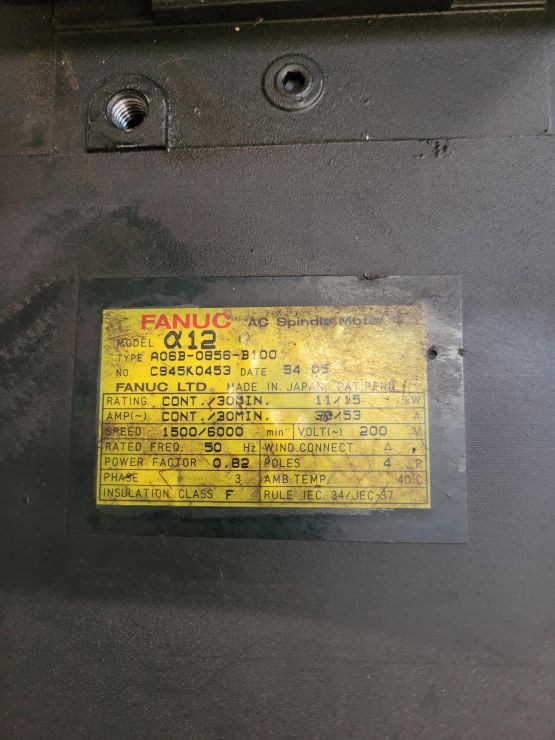 FANUC AC Spindle Motor
MODEL α12
TYPE A06B-0856-B100
NO. C945K0453 DATE 94.05
FANUC LTD. MADE IN JAPAN PAT.PEND.
RATING CONT./30MIN. 11/15 kW
AMP(~) CONT./30MIN. /53 A
SPEED 1500/6000 min⁻¹ VOLT(~) 200 V
RATED FREQ. 50 Hz WIND.CONNECT. Δ
POWER FACTOR 0.82 POLES 4 P
PHASE 3 AMB.TEMP. 40°C
INSULATION CLASS F RULE IEC 34/JEC-37